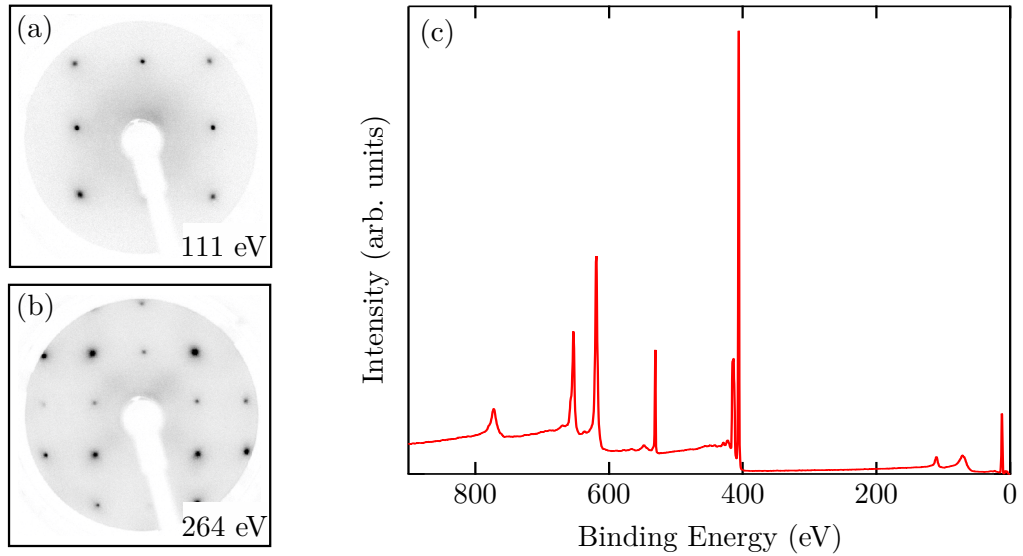 (a)
111 eV
(b)
264 eV
(c)
Intensity (arb. units)
800 600 400 200 0
Binding Energy (eV)